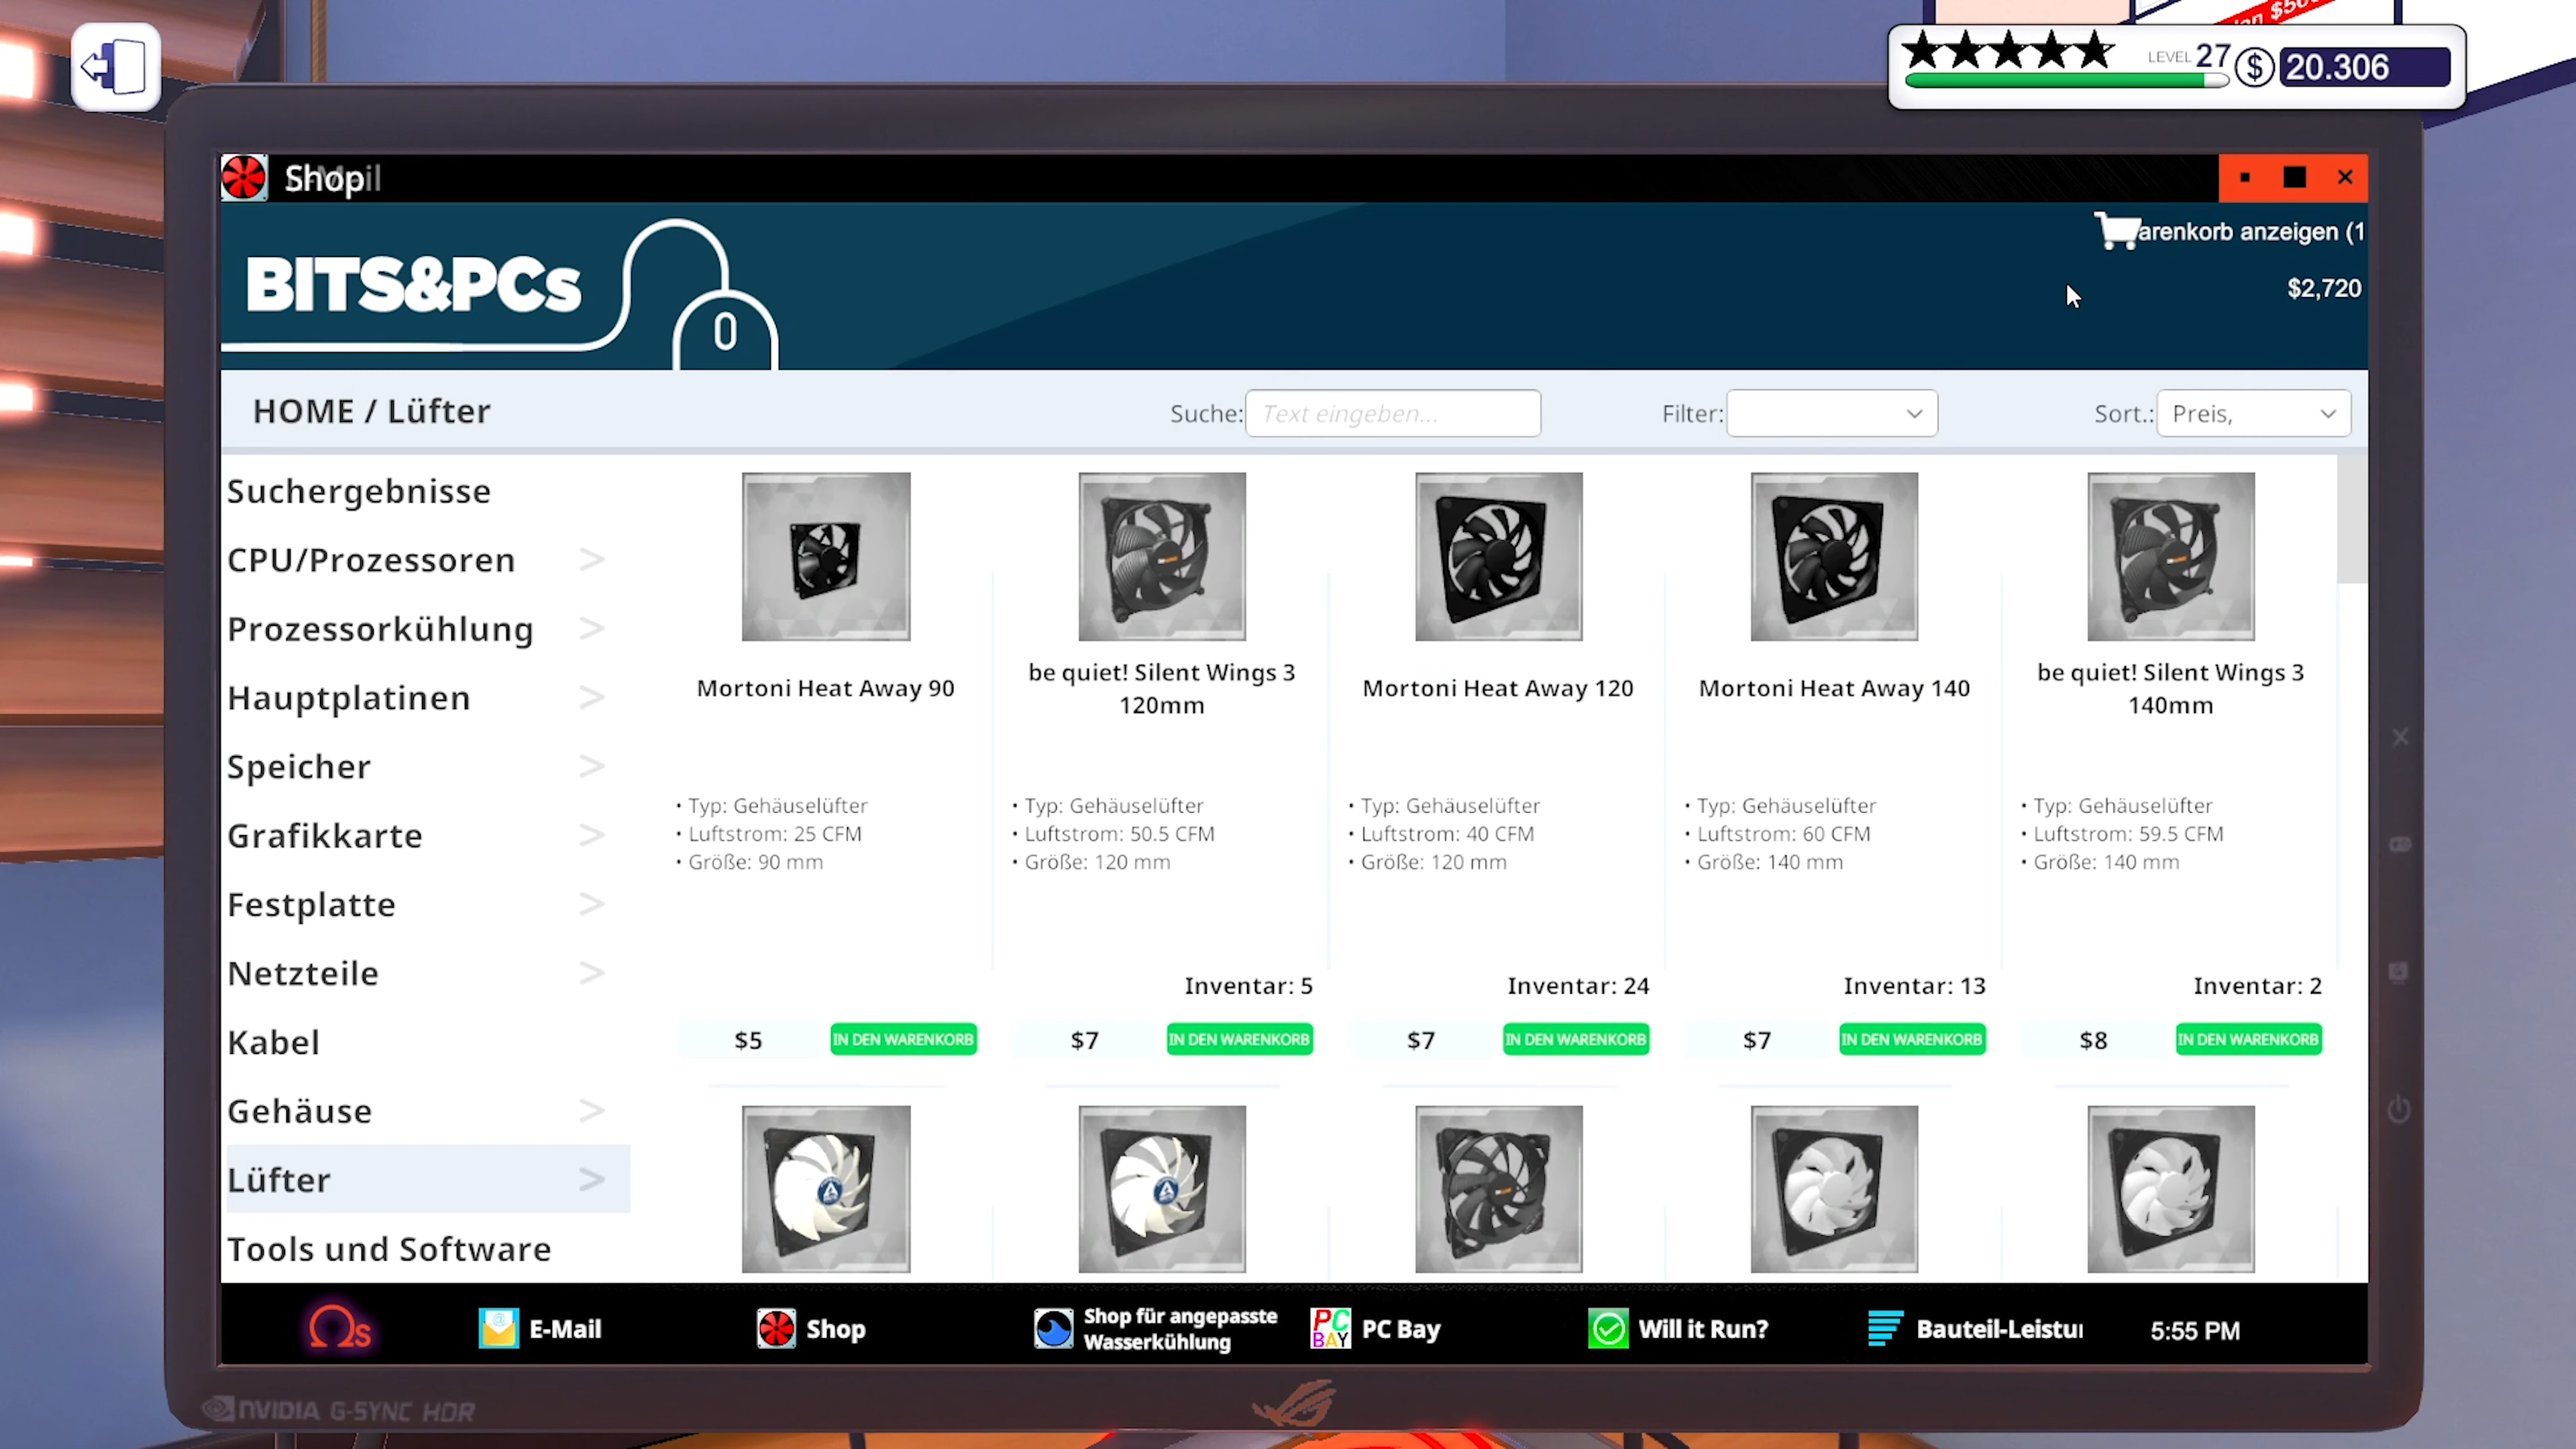 LEVEL 27
$ 20.306
Shop
BITS&PCs
arenkorb anzeigen (1
$2,720
HOME / Lüfter
Suche: Text eingeben...
Filter:
Sort.: Preis,
Suchergebnisse
CPU/Prozessoren >
Prozessorkühlung >
Hauptplatinen >
Speicher >
Grafikkarte >
Festplatte >
Netzteile >
Kabel
Gehäuse >
Lüfter >
Tools und Software
Mortoni Heat Away 90
• Typ: Gehäuselüfter
• Luftstrom: 25 CFM
• Größe: 90 mm
$5 IN DEN WARENKORB
be quiet! Silent Wings 3
120mm
• Typ: Gehäuselüfter
• Luftstrom: 50.5 CFM
• Größe: 120 mm
Inventar: 5
$7 IN DEN WARENKORB
Mortoni Heat Away 120
• Typ: Gehäuselüfter
• Luftstrom: 40 CFM
• Größe: 120 mm
Inventar: 24
$7 IN DEN WARENKORB
Mortoni Heat Away 140
• Typ: Gehäuselüfter
• Luftstrom: 60 CFM
• Größe: 140 mm
Inventar: 13
$7 IN DEN WARENKORB
be quiet! Silent Wings 3
140mm
• Typ: Gehäuselüfter
• Luftstrom: 59.5 CFM
• Größe: 140 mm
Inventar: 2
$8 IN DEN WARENKORB
Ωs
E-Mail
Shop
Shop für angepasste
Wasserkühlung
PC
BAY
PC Bay
Will it Run?
Bauteil-Leistu
5:55 PM
NVIDIA G-SYNC HDR